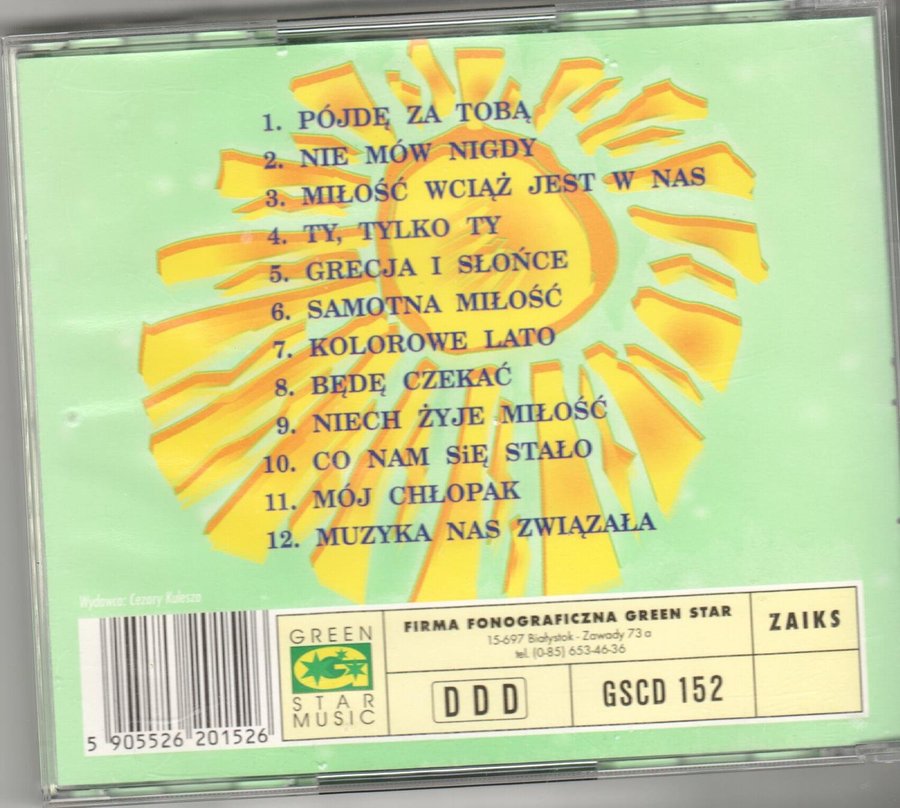 1. PÓJDĘ ZA TOBĄ
2. NIE MÓW NIGDY
3. MIŁOŚĆ WCIĄŻ JEST W NAS
4. TY, TYLKO TY
5. GRECJA I SŁOŃCE
6. SAMOTNA MIŁOŚĆ
7. KOLOROWE LATO
8. BĘDĘ CZEKAĆ
9. NIECH ŻYJE MIŁOŚĆ
10. CO NAM SiĘ STAŁO
11. MÓJ CHŁOPAK
12. MUZYKA NAS ZWIĄZAŁA
Wydawca: Cezary Kulesza
5 905526 201526
GREEN
STAR
MUSIC
FIRMA FONOGRAFICZNA GREEN STAR
15-697 Białystok - Zawady 73 a
tel. (0-85) 653-46-36
ZAIKS
DDD
GSCD 152